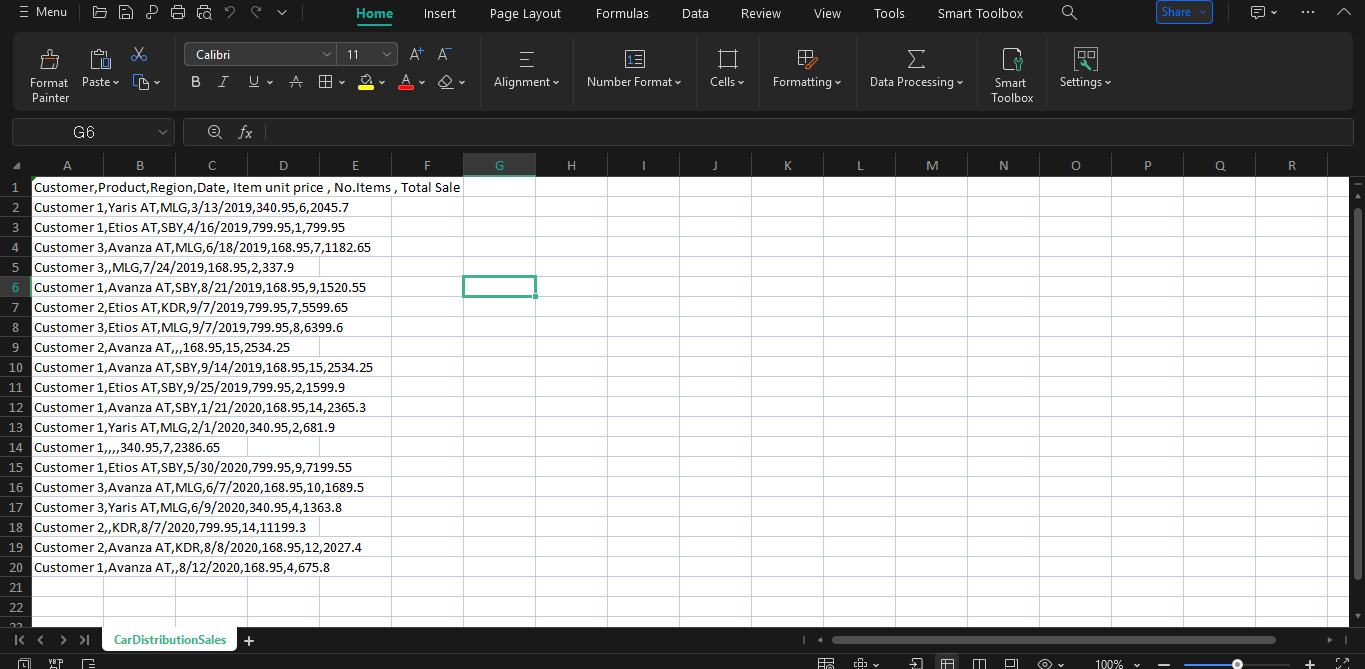 Menu Home Insert Page Layout Formulas Data Review View Tools Smart Toolbox Share
Calibri 11 A+ A-
Format Painter Paste B I U A A Alignment Number Format Cells Formatting Data Processing Smart Toolbox Settings
G6 fx
A B C D E F G H I J K L M N O P Q R
1 Customer,Product,Region,Date, Item unit price , No.Items , Total Sale
2 Customer 1,Yaris AT,MLG,3/13/2019,340.95,6,2045.7
3 Customer 1,Etios AT,SBY,4/16/2019,799.95,1,799.95
4 Customer 3,Avanza AT,MLG,6/18/2019,168.95,7,1182.65
5 Customer 3,,MLG,7/24/2019,168.95,2,337.9
6 Customer 1,Avanza AT,SBY,8/21/2019,168.95,9,1520.55
7 Customer 2,Etios AT,KDR,9/7/2019,799.95,7,5599.65
8 Customer 3,Etios AT,MLG,9/7/2019,799.95,8,6399.6
9 Customer 2,Avanza AT,,,168.95,15,2534.25
10 Customer 1,Avanza AT,SBY,9/14/2019,168.95,15,2534.25
11 Customer 1,Etios AT,SBY,9/25/2019,799.95,2,1599.9
12 Customer 1,Avanza AT,SBY,1/21/2020,168.95,14,2365.3
13 Customer 1,Yaris AT,MLG,2/1/2020,340.95,2,681.9
14 Customer 1,,,,340.95,7,2386.65
15 Customer 1,Etios AT,SBY,5/30/2020,799.95,9,7199.55
16 Customer 3,Avanza AT,MLG,6/7/2020,168.95,10,1689.5
17 Customer 3,Yaris AT,MLG,6/9/2020,340.95,4,1363.8
18 Customer 2,,KDR,8/7/2020,799.95,14,11199.3
19 Customer 2,Avanza AT,KDR,8/8/2020,168.95,12,2027.4
20 Customer 1,Avanza AT,,8/12/2020,168.95,4,675.8
21
22
23
CarDistributionSales
100%